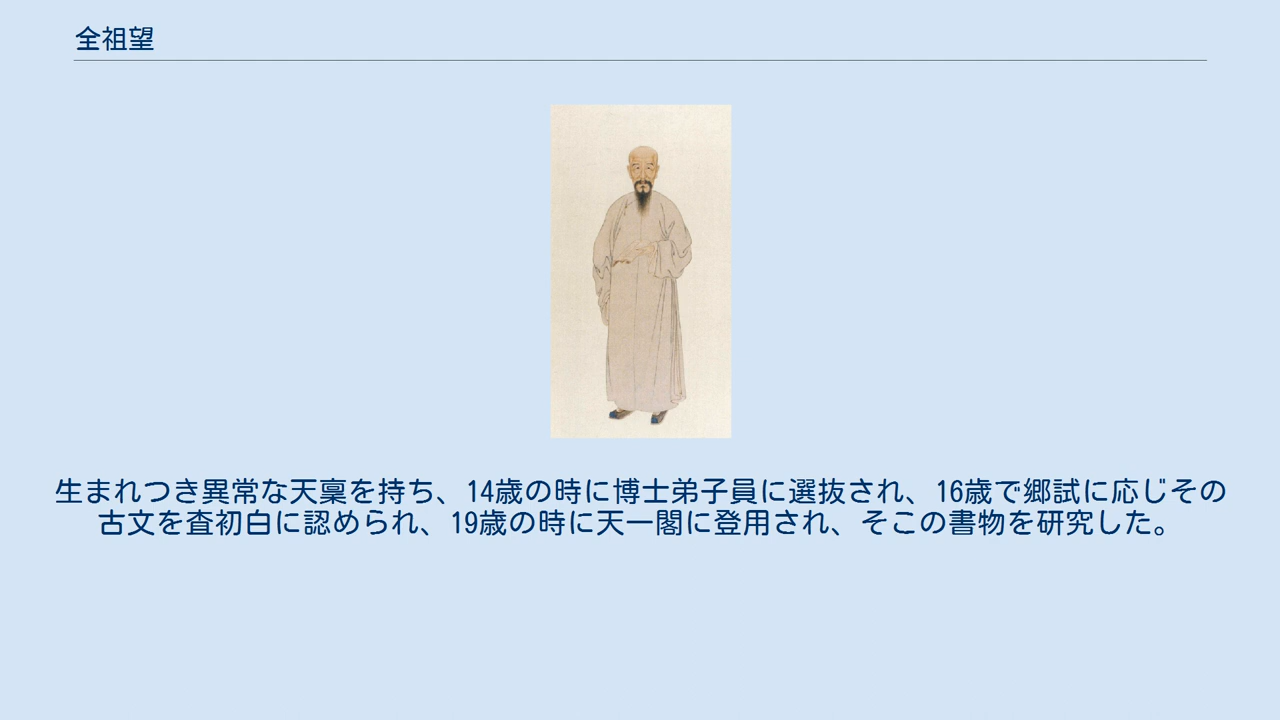 全祖望
生まれつき異常な天稟を持ち、14歳の時に博士弟子員に選抜され、16歳で郷試に応じその
古文を査初白に認められ、19歳の時に天一閣に登用され、そこの書物を研究した。